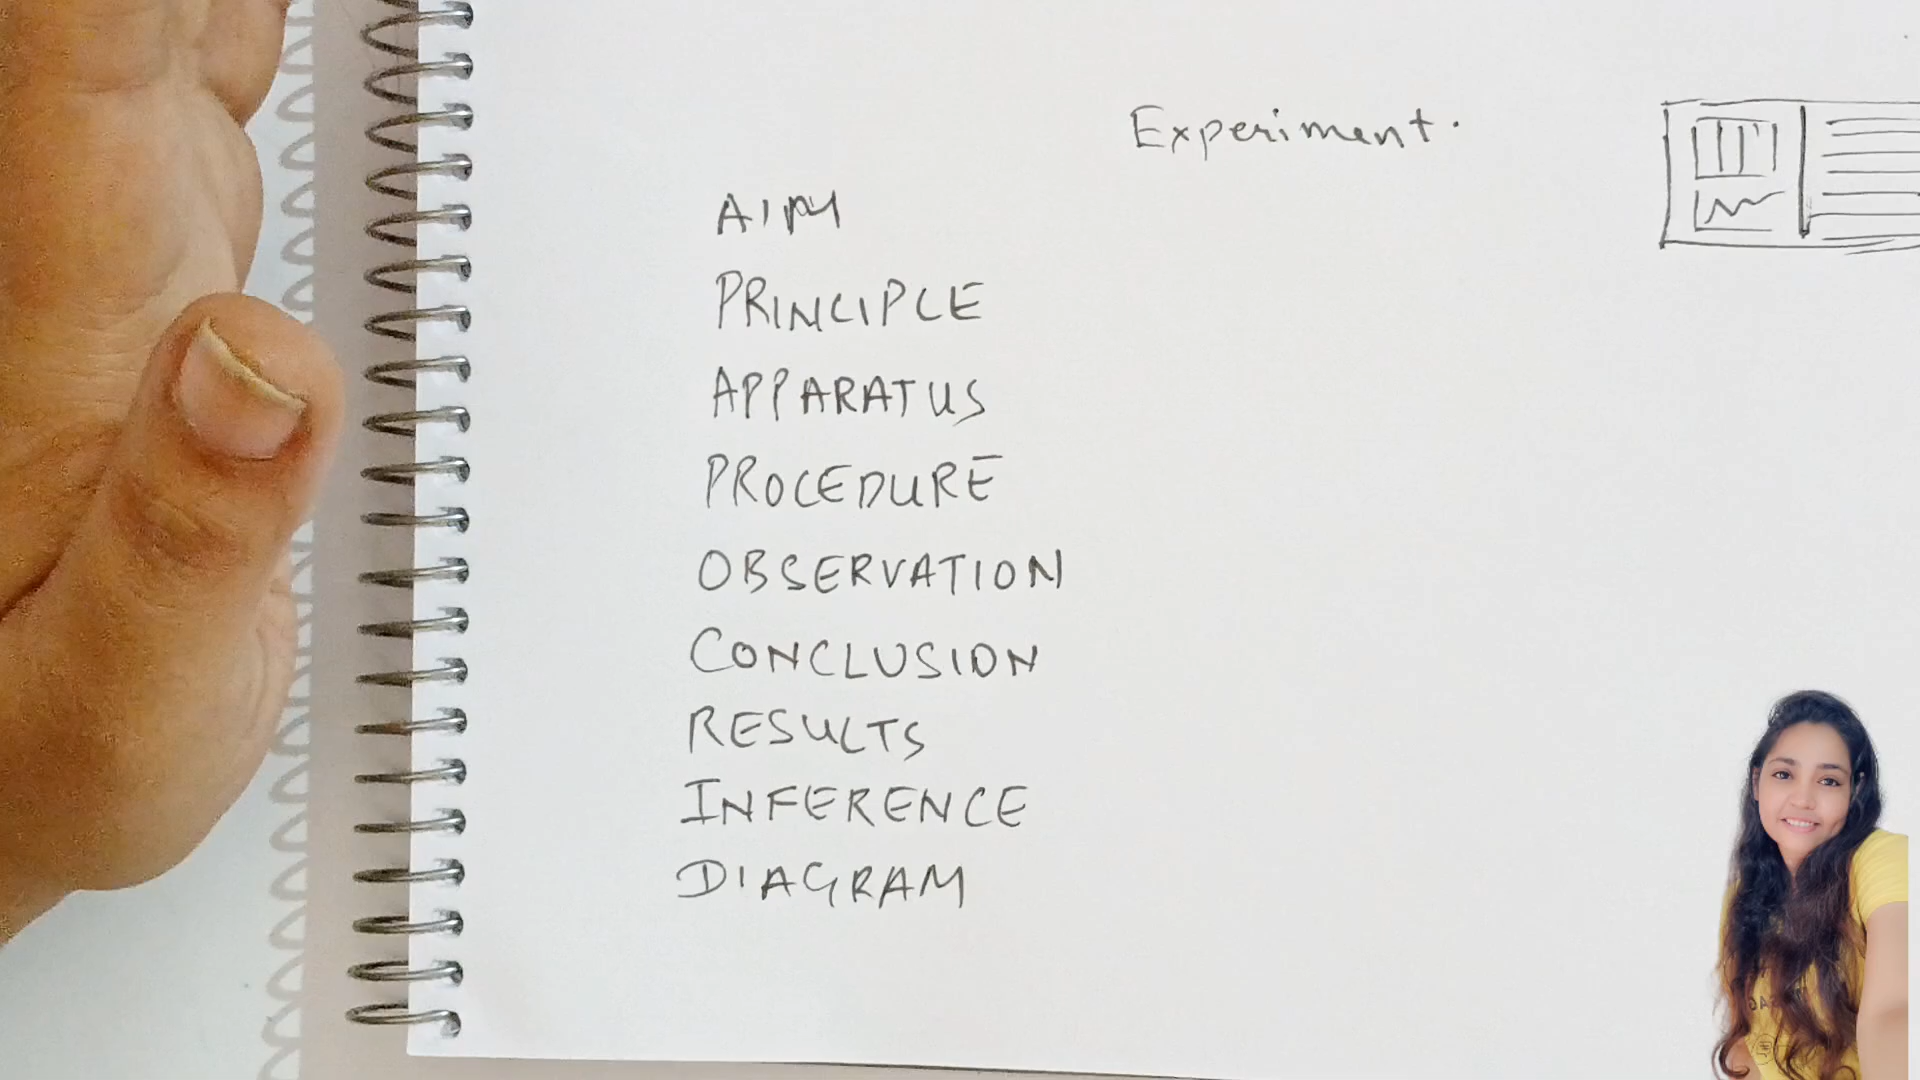 Experiment.
AIM
PRINCIPLE
APPARATUS
PROCEDURE
OBSERVATION
CONCLUSION
RESULTS
INFERENCE
DIAGRAM